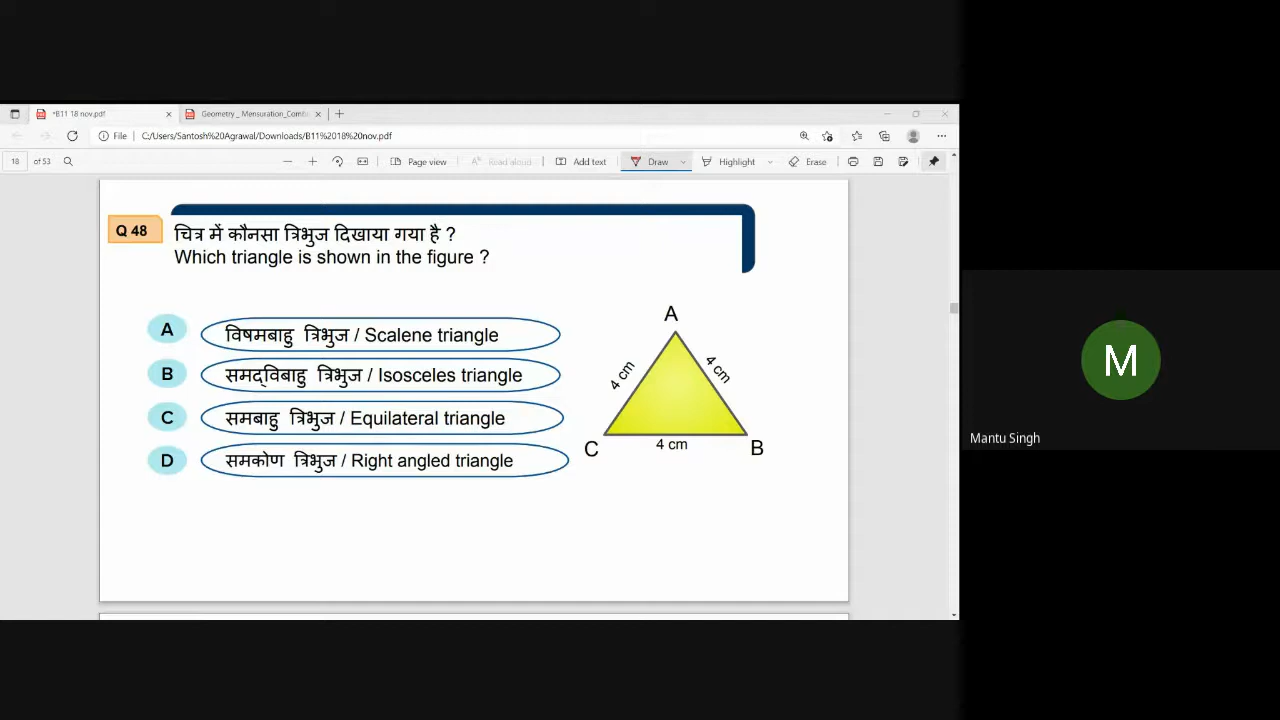 *B11 18 nov.pdf
Geometry _ Mensuration_Comb
File C:/Users/Santosh%20Agrawal/Downloads/B11%2018%20nov.pdf
18 of 53 Page view Read aloud Add text Draw Highlight Erase
Q 48
चित्र में कौनसा त्रिभुज दिखाया गया है ?
Which triangle is shown in the figure ?
A विषमबाहु त्रिभुज / Scalene triangle
B समद्विबाहु त्रिभुज / Isosceles triangle
C समबाहु त्रिभुज / Equilateral triangle
D समकोण त्रिभुज / Right angled triangle
A
4 cm
4 cm
C
4 cm
B
M
Mantu Singh